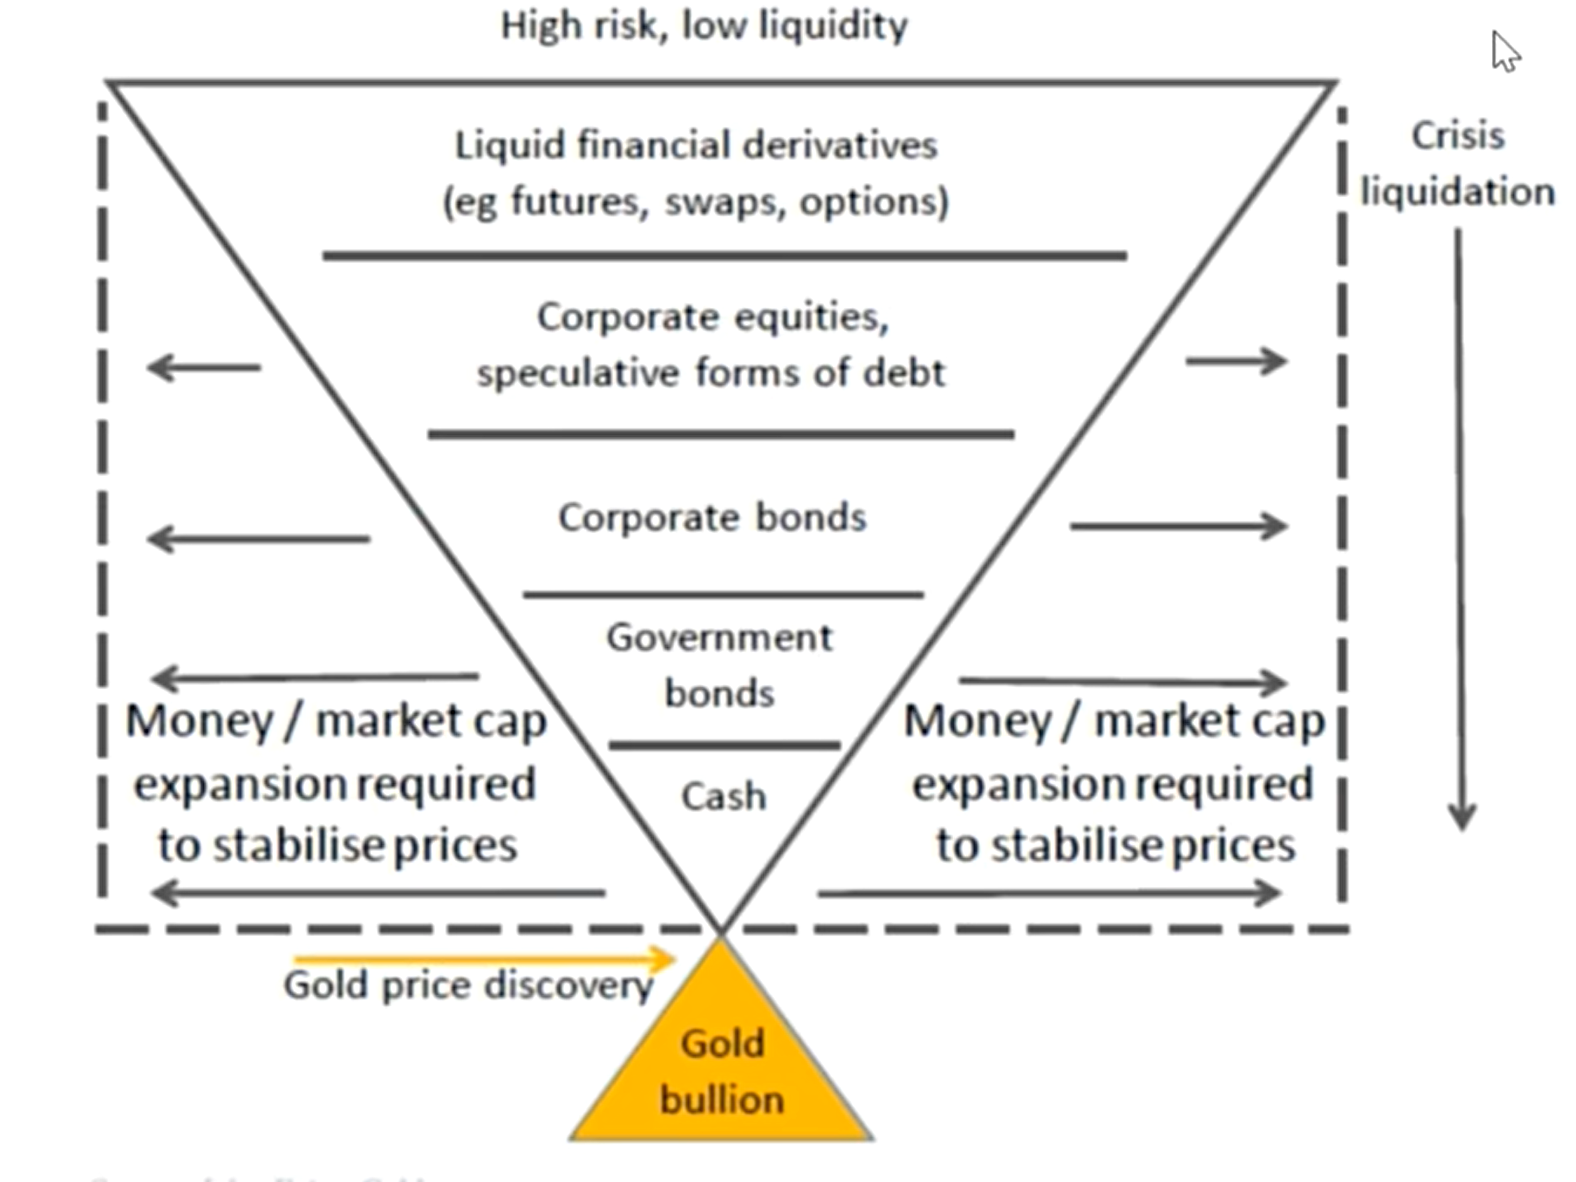 High risk, low liquidity
Liquid financial derivatives
(eg futures, swaps, options)
Crisis
liquidation
Corporate equities,
speculative forms of debt
Corporate bonds
Government
bonds
Money / market cap
expansion required
to stabilise prices
Cash
Money / market cap
expansion required
to stabilise prices
Gold price discovery
Gold
bullion